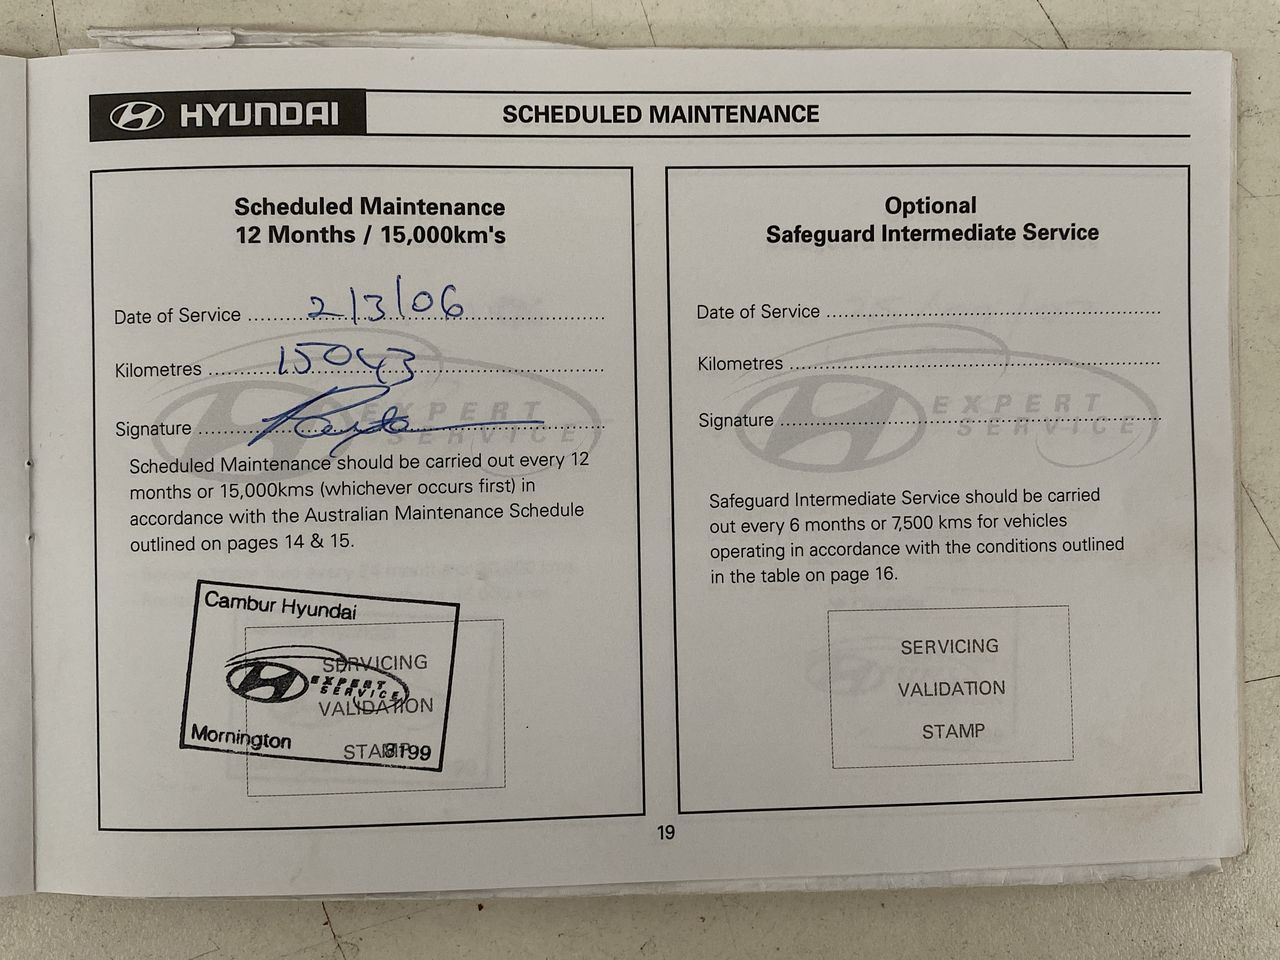 HYUNDAI
SCHEDULED MAINTENANCE
Scheduled Maintenance
12 Months / 15,000km's
Date of Service 2/3/06
Kilometres 15043
Signature
EXPERT
SERVICE
Scheduled Maintenance should be carried out every 12
months or 15,000kms (whichever occurs first) in
accordance with the Australian Maintenance Schedule
outlined on pages 14 & 15.
Cambur Hyundai
SERVICING
EXPERT
SERVICE
VALIDATION
Mornington
STAMP
3199
Optional
Safeguard Intermediate Service
Date of Service
Kilometres
Signature
EXPERT
SERVICE
Safeguard Intermediate Service should be carried
out every 6 months or 7,500 kms for vehicles
operating in accordance with the conditions outlined
in the table on page 16.
SERVICING
VALIDATION
STAMP
19